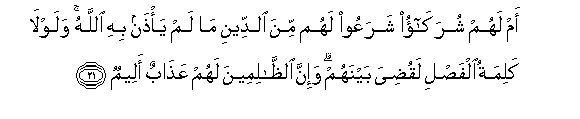 أَمْ لَهُمْ شُرَكَـٰٓؤُا۟ شَرَعُوا۟ لَهُم مِّنَ ٱلدِّينِ مَا لَمْ يَأْذَنۢ بِهِ ٱللَّهُ ۚ وَلَوْلَا
كَلِمَةُ ٱلْفَصْلِ لَقُضِىَ بَيْنَهُمْ ۗ وَإِنَّ ٱلظَّـٰلِمِينَ لَهُمْ عَذَابٌ أَلِيمٌ ٢١